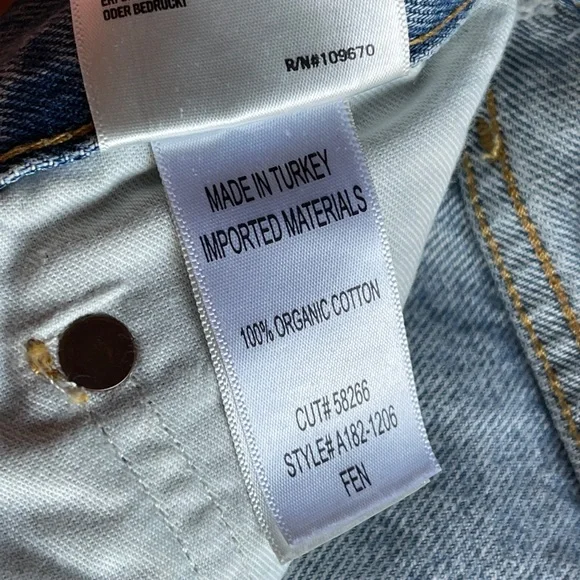 ODER BEDRUCKT
R/N#109670
MADE IN TURKEY
IMPORTED MATERIALS
100% ORGANIC COTTON
CUT# 58266
STYLE# A182-1206
FEN